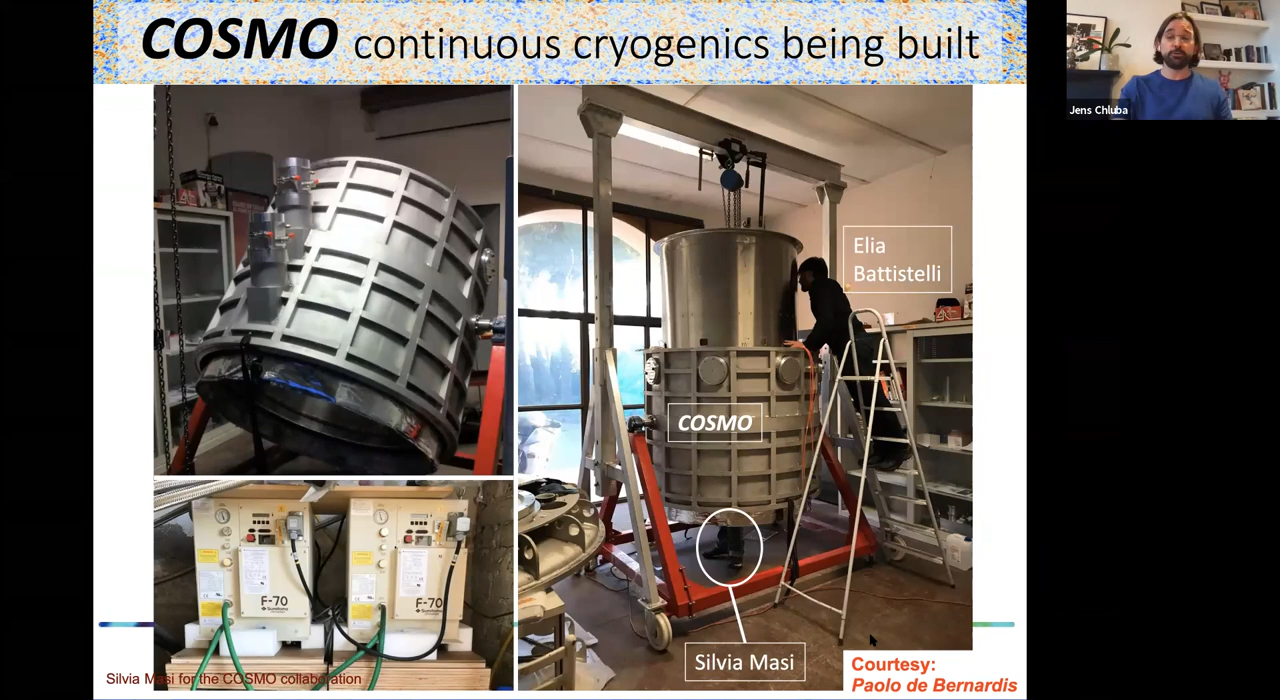 COSMO continuous cryogenics being built
Jens Chluba
Elia
Battistelli
COSMO
F-70
F-70
Silvia Masi
Silvia Masi for the COSMO collaboration
Courtesy:
Paolo de Bernardis